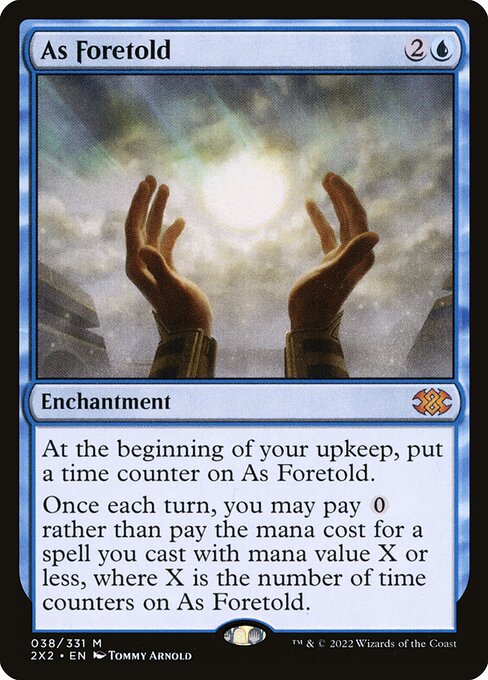 As Foretold 2
Enchantment
At the beginning of your upkeep, put
a time counter on As Foretold.
Once each turn, you may pay 0
rather than pay the mana cost for a
spell you cast with mana value X or
less, where X is the number of time
counters on As Foretold.
038/331 M
2X2 • EN TOMMY ARNOLD
™ & © 2022 Wizards of the Coast